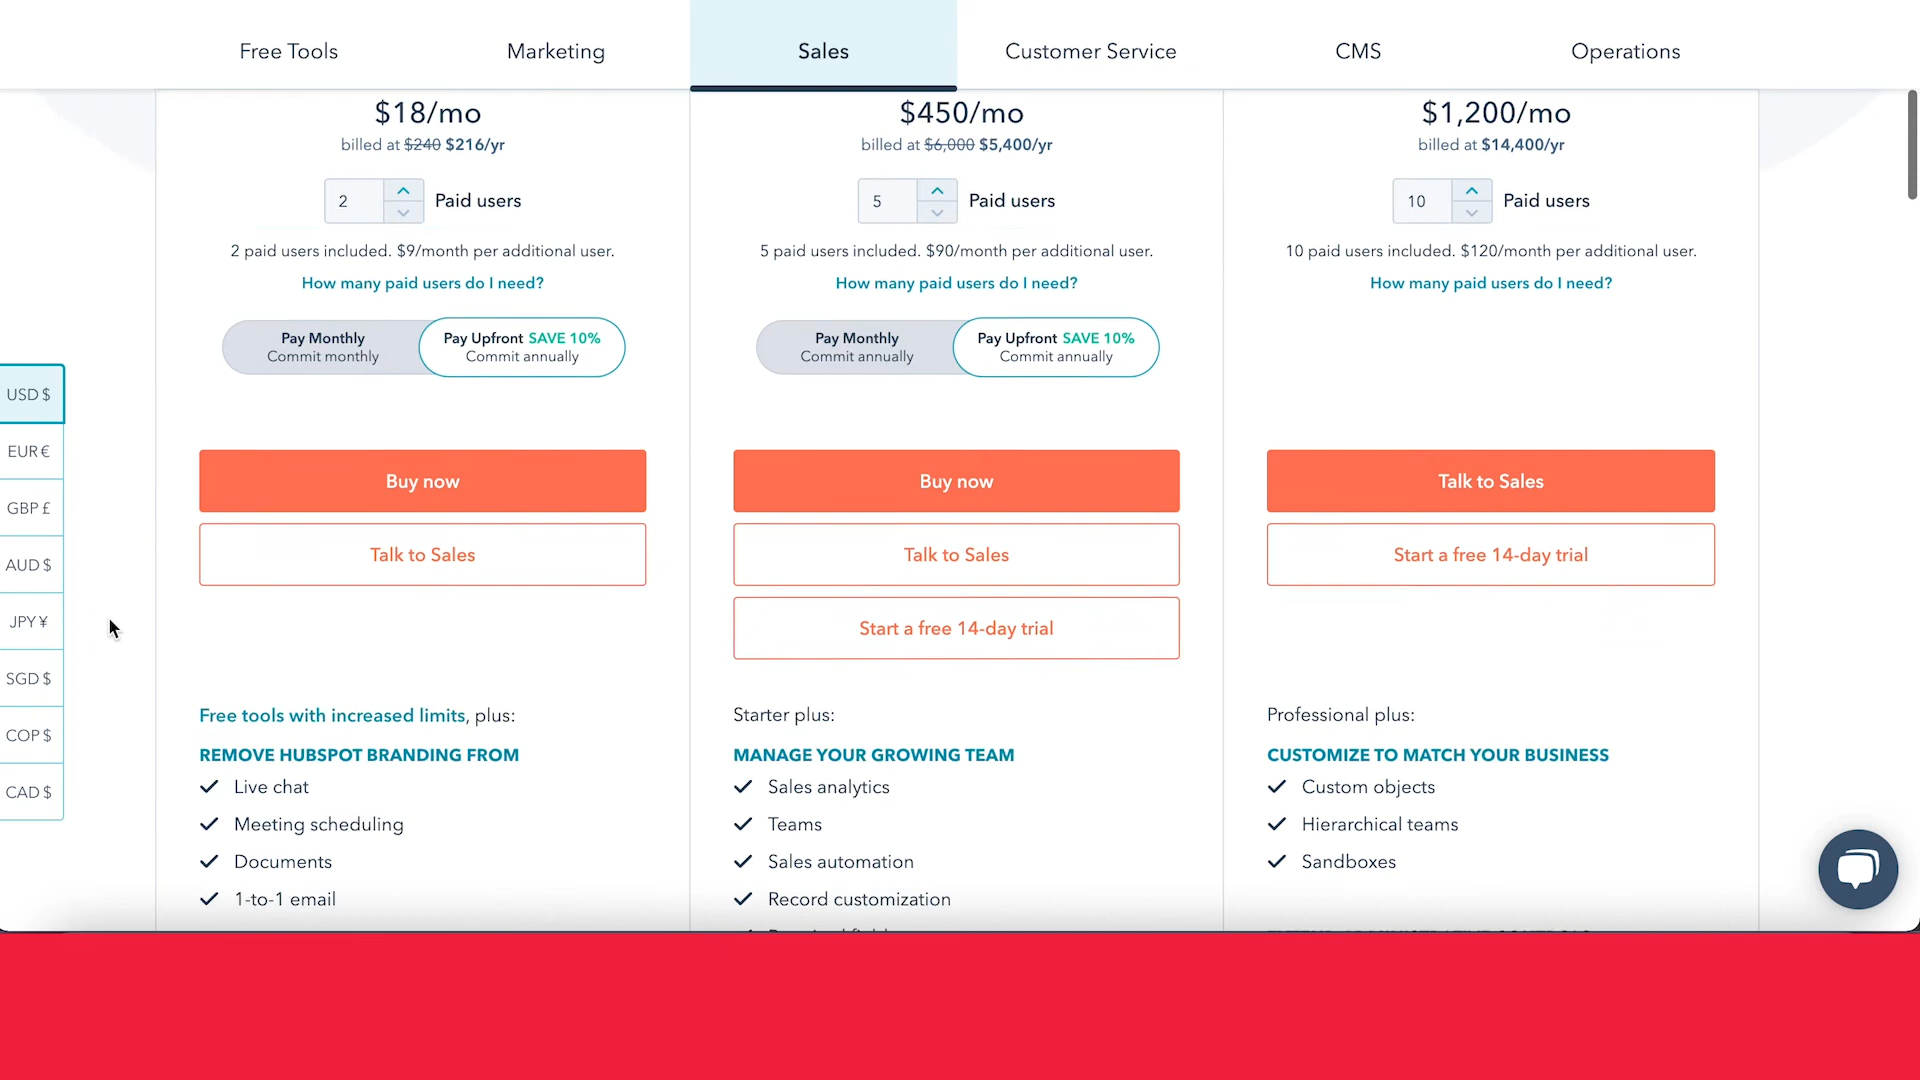 Free Tools
Marketing
Sales
Customer Service
CMS
Operations
$18/mo
billed at $240 $216/yr
2
Paid users
2 paid users included. $9/month per additional user.
How many paid users do I need?
Pay Monthly
Commit monthly
Pay Upfront SAVE 10%
Commit annually
Buy now
Talk to Sales
Free tools with increased limits, plus:
REMOVE HUBSPOT BRANDING FROM
Live chat
Meeting scheduling
Documents
1-to-1 email
$450/mo
billed at $6,000 $5,400/yr
5
Paid users
5 paid users included. $90/month per additional user.
How many paid users do I need?
Pay Monthly
Commit annually
Pay Upfront SAVE 10%
Commit annually
Buy now
Talk to Sales
Start a free 14-day trial
Starter plus:
MANAGE YOUR GROWING TEAM
Sales analytics
Teams
Sales automation
Record customization
$1,200/mo
billed at $14,400/yr
10
Paid users
10 paid users included. $120/month per additional user.
How many paid users do I need?
Talk to Sales
Start a free 14-day trial
Professional plus:
CUSTOMIZE TO MATCH YOUR BUSINESS
Custom objects
Hierarchical teams
Sandboxes
USD $
EUR €
GBP £
AUD $
JPY ¥
SGD $
COP $
CAD $